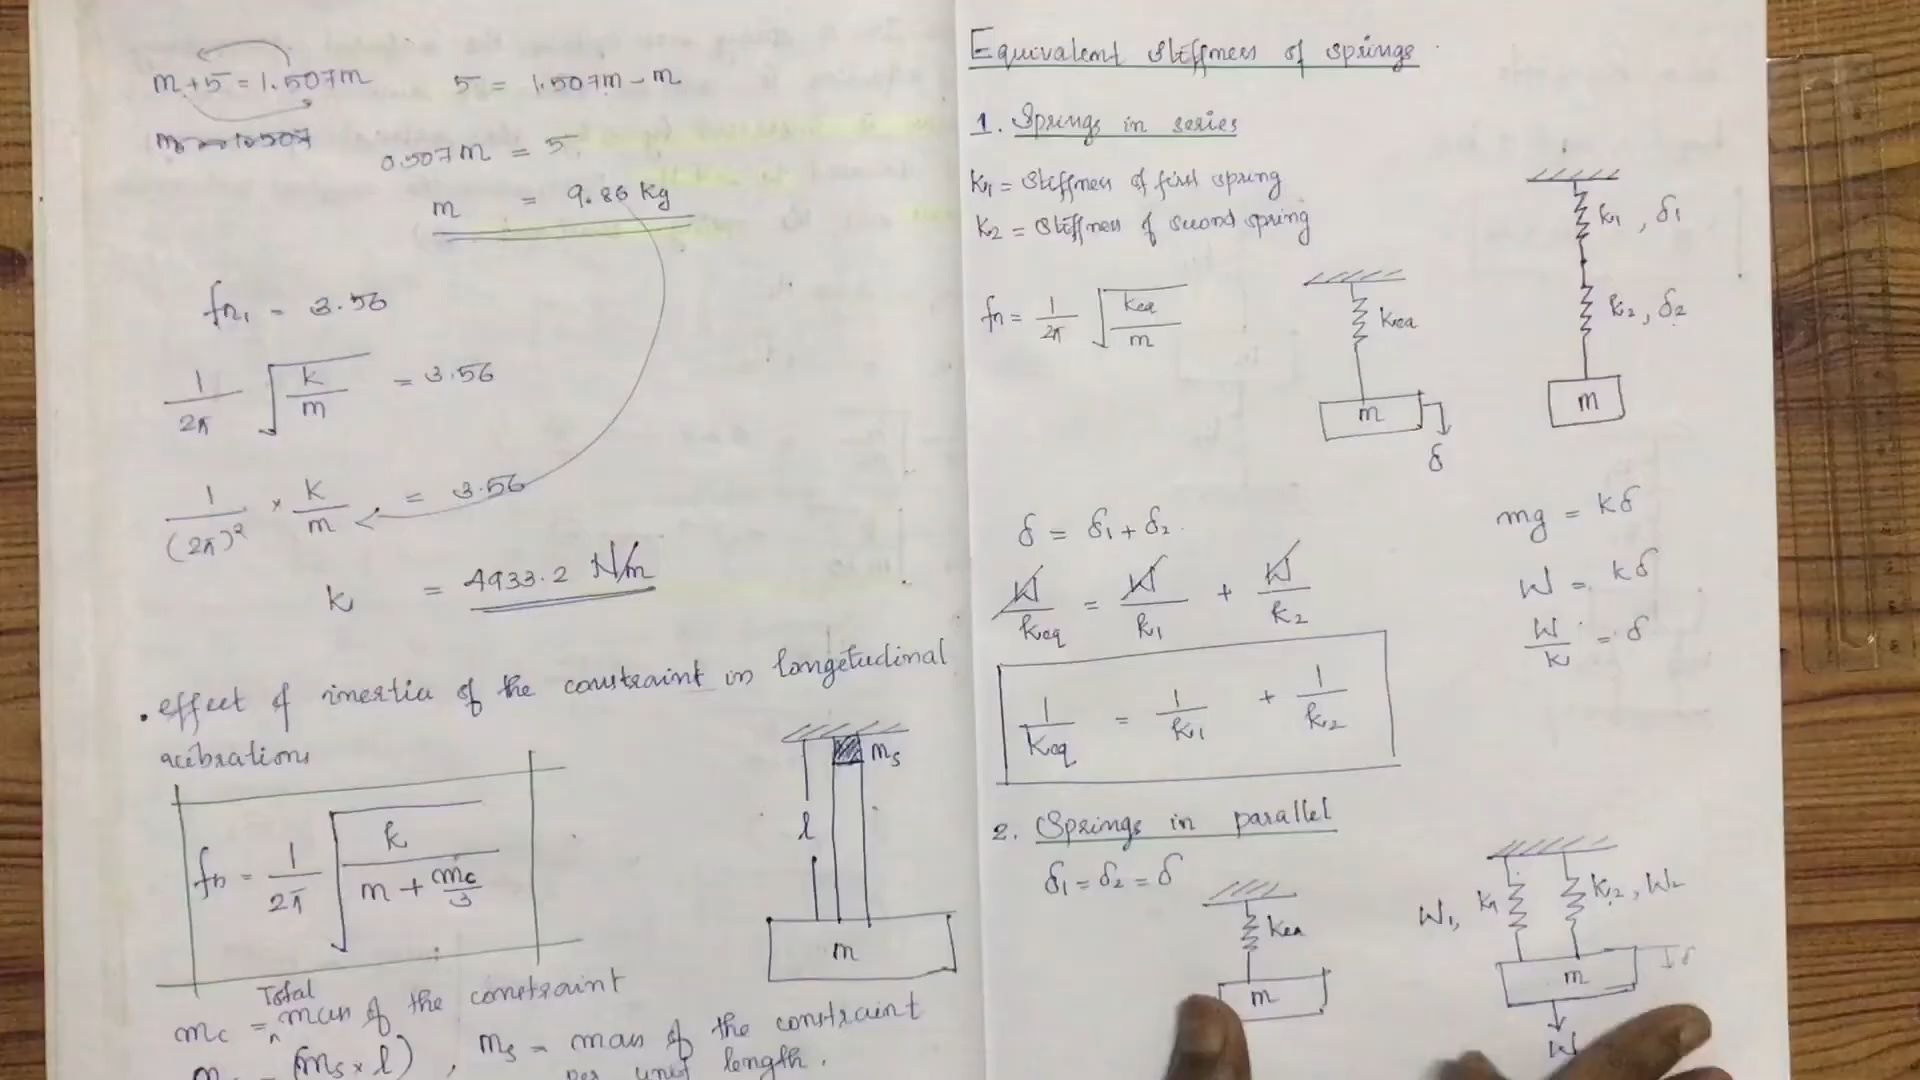 m+5 = 1.507m    5 = 1.507m - m
0.507m = 5
m = 9.86 Kg
fn₁ = 3.56
1/2π √(k/m) = 3.56
1/(2π)² × k/m = 3.56
k = 4933.2 N/m
. effect of inertia of the constraint in longetudinal
vibrations
mₛ
l
m
fn = 1/2π √(k/(m + mc/3))
Total
mc = mass of the constraint
(ms × l) , ms = mass of the constraint
per unit length.
Equivalent stiffness of springs
1. Springs in series
K₁ = stiffness of first spring
K₂ = stiffness of second spring
k₁, δ₁
k₂, δ₂
m
fn = 1/2π √(keq/m)
keq
m
δ
δ = δ₁ + δ₂
W/keq = W/k₁ + W/k₂
1/keq = 1/k₁ + 1/k₂
mg = kδ
W = kδ
W/k = δ
2. Springs in parallel
δ₁ = δ₂ = δ
keq
m
W₁, k₁
k₂, W₂
m
δ
W